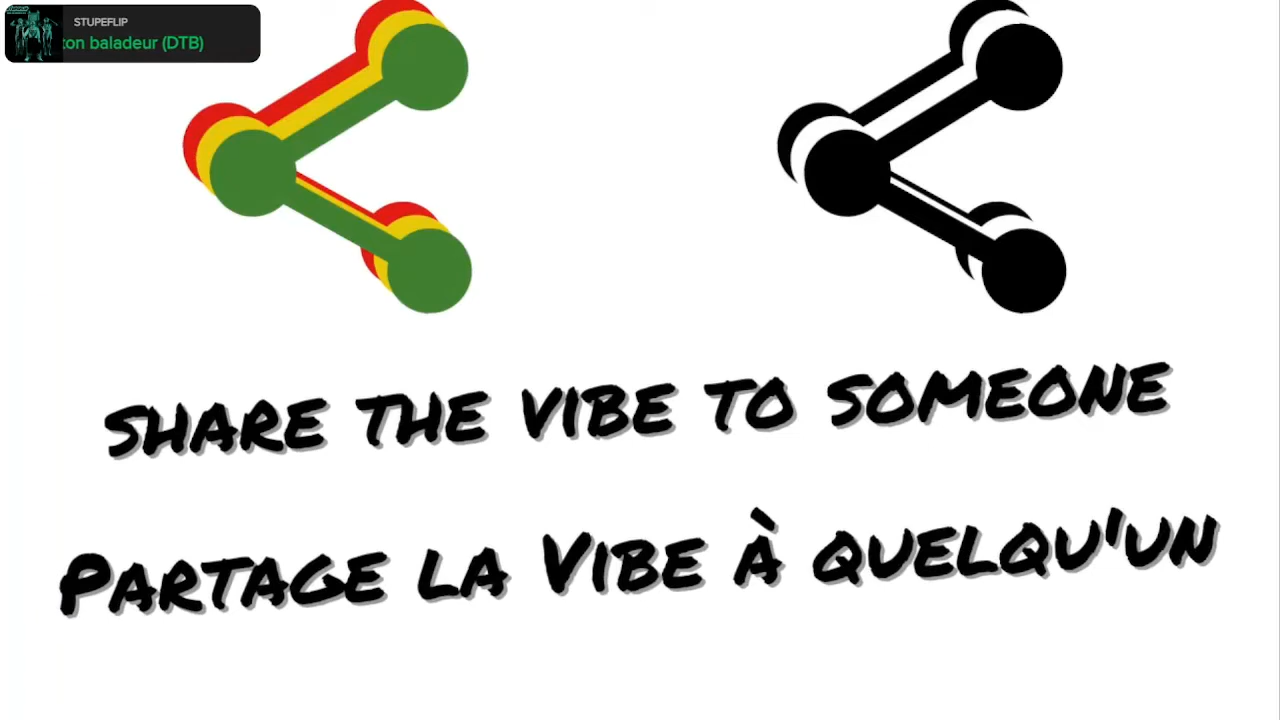 STUPEFLIP
ton baladeur (DTB)
SHARE THE VIBE TO SOMEONE
PARTAGE LA VIBE À QUELQU'UN